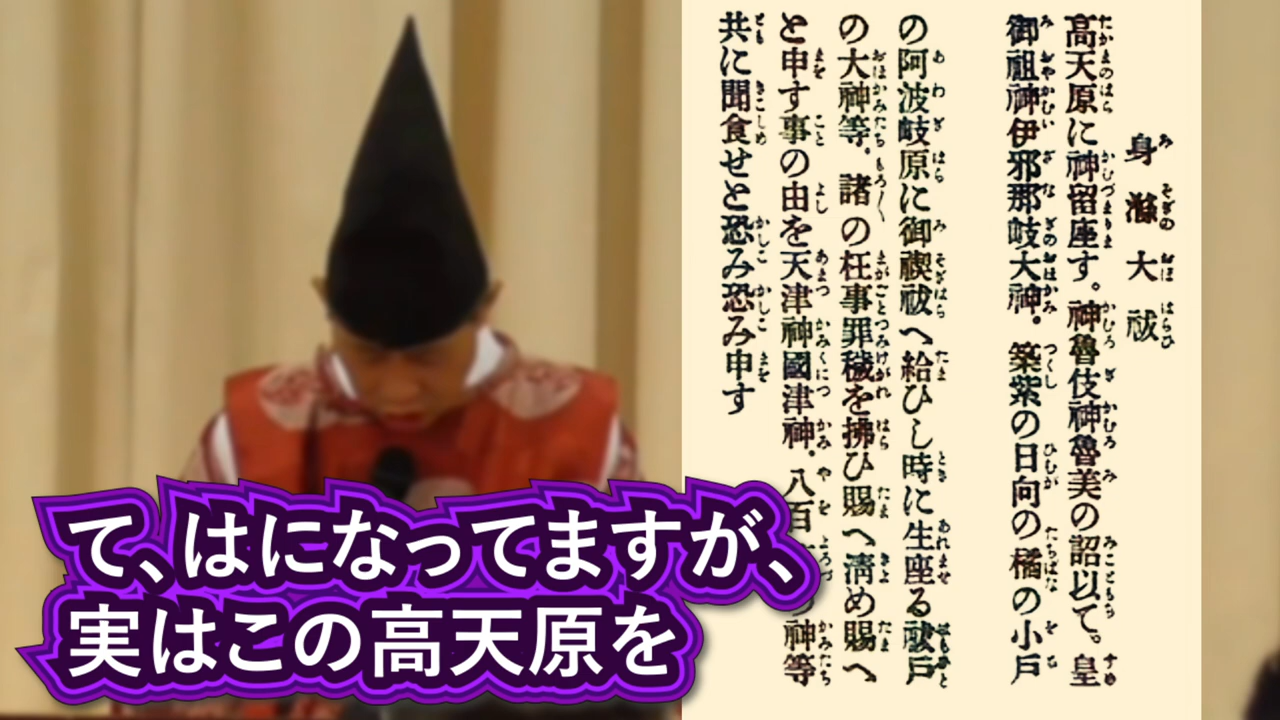 身滌大祓
高天原に神留座す。神魯伎神魯美の詔以て。皇
御祖神伊邪那岐大神。築紫の日向の橘の小戸
の阿波岐原に御禊祓へ給ひし時に生座る祓戸
の大神等。諸の枉事罪穢を拂ひ賜へ清め賜へ
と申す事の由を天津神國津神。八百 の神等
共に聞食せと恐み恐み申す
て、はになってますが、
実はこの高天原を